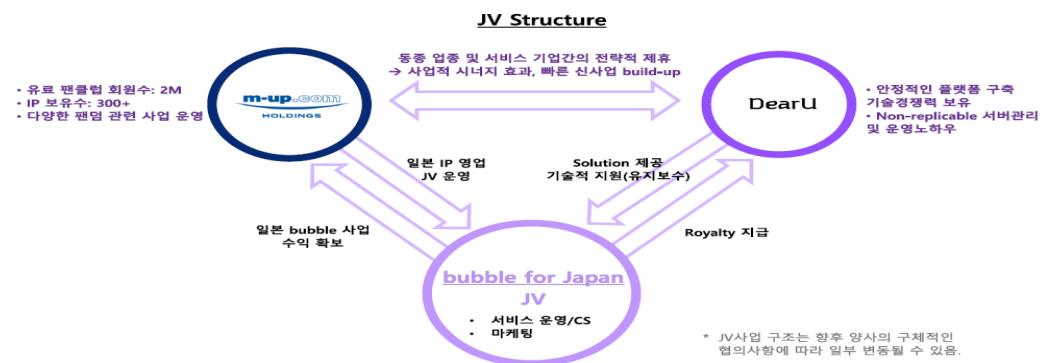 JV Structure
동종 업종 및 서비스 기업간의 전략적 제휴
→ 사업적 시너지 효과, 빠른 신사업 build-up
• 유료 팬클럽 회원수: 2M
• IP 보유수: 300+
• 다양한 팬덤 관련 사업 운영
m-up.com
HOLDINGS
DearU
• 안정적인 플랫폼 구축
기술경쟁력 보유
• Non-replicable 서버관리
및 운영노하우
일본 IP 영업
JV 운영
Solution 제공
기술적 지원(유지보수)
일본 bubble 사업
수익 확보
Royalty 지급
bubble for Japan
JV
• 서비스 운영/CS
• 마케팅
* JV사업 구조는 향후 양사의 구체적인
협의사항에 따라 일부 변동될 수 있음.